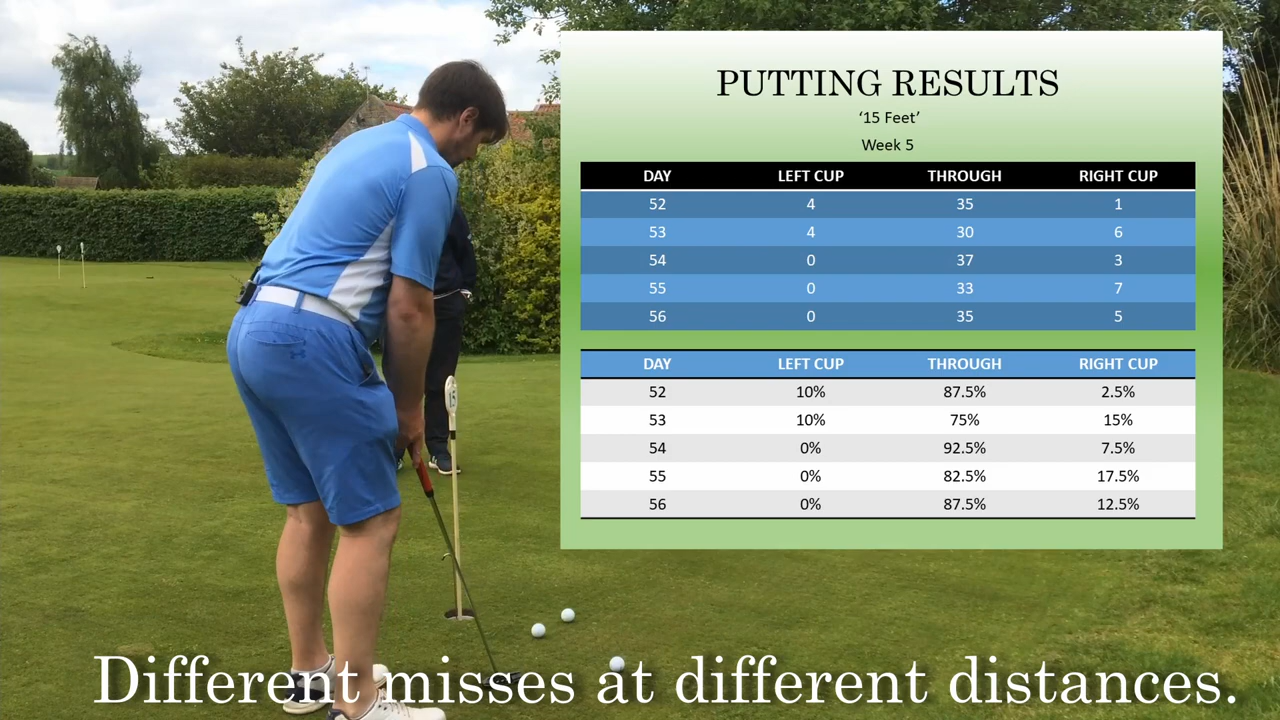 PUTTING RESULTS
‘15 Feet’
Week 5
DAY LEFT CUP THROUGH RIGHT CUP
52 4 35 1
53 4 30 6
54 0 37 3
55 0 33 7
56 0 35 5
DAY LEFT CUP THROUGH RIGHT CUP
52 10% 87.5% 2.5%
53 10% 75% 15%
54 0% 92.5% 7.5%
55 0% 82.5% 17.5%
56 0% 87.5% 12.5%
15
Different misses at different distances.